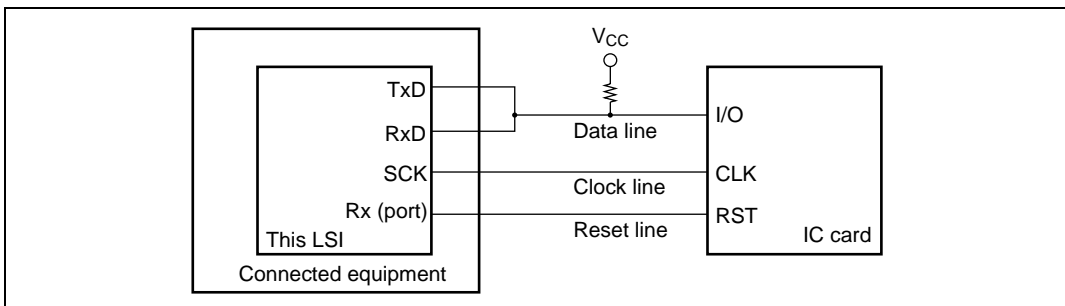 VCC
TxD
RxD
SCK
Rx (port)
This LSI
Connected equipment
Data line
Clock line
Reset line
I/O
CLK
RST
IC card